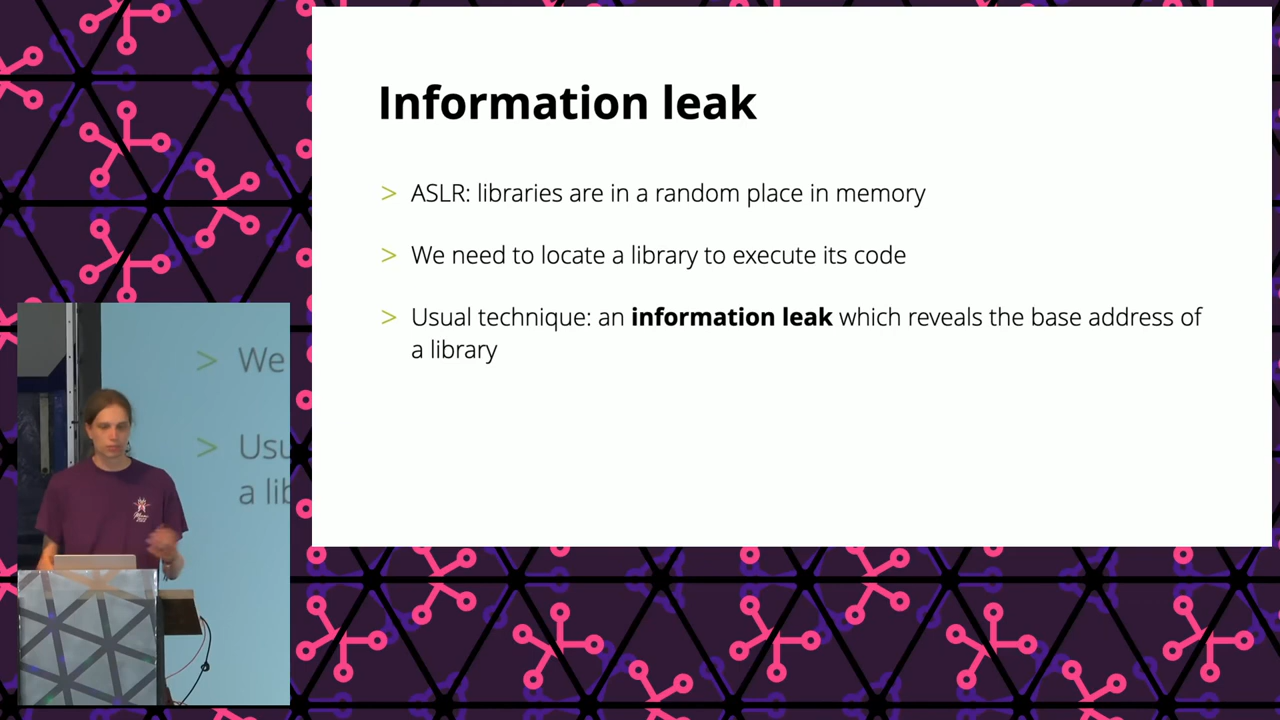 Information leak
> ASLR: libraries are in a random place in memory
> We need to locate a library to execute its code
> Usual technique: an information leak which reveals the base address of
a library
> We
> Usu
a lib